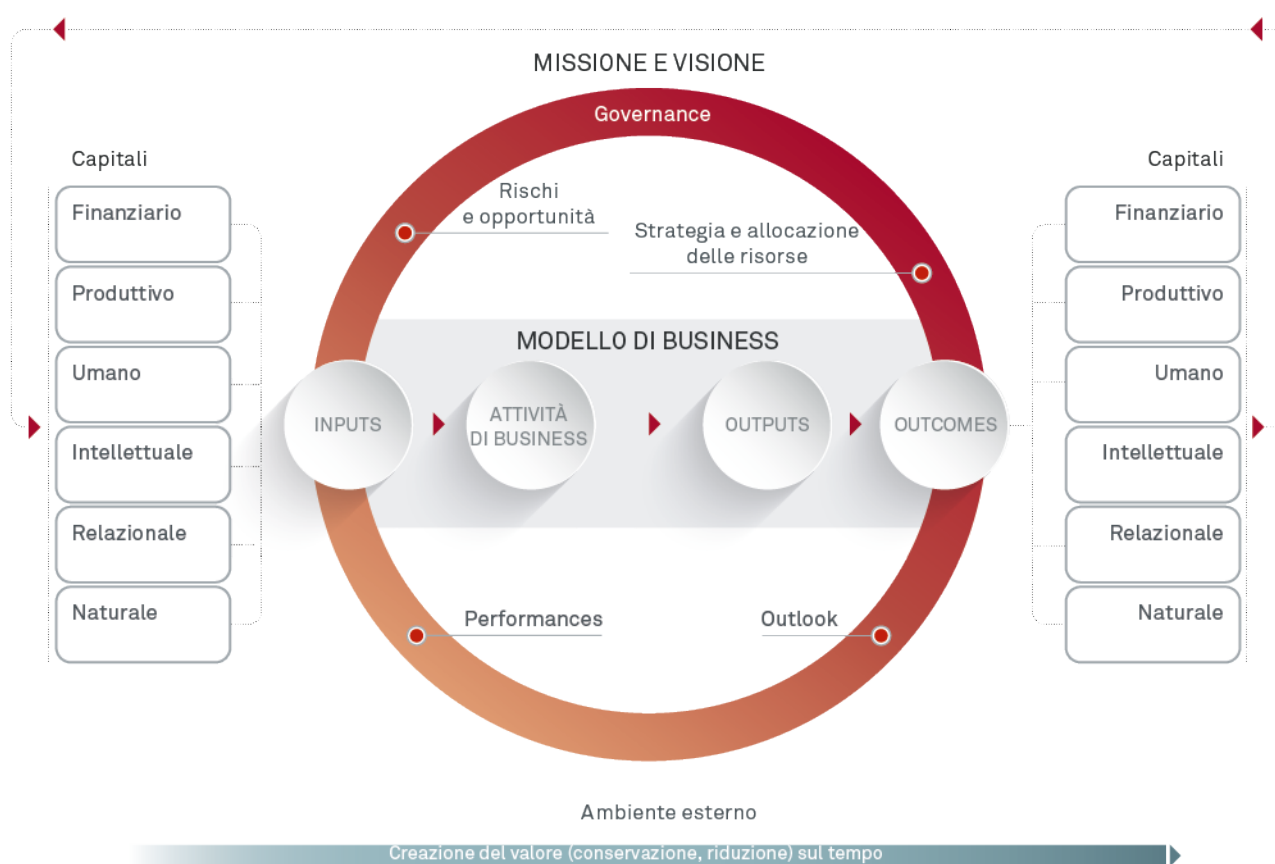 MISSIONE E VISIONE
Governance
Capitali
Finanziario
Produttivo
Umano
Intellettuale
Relazionale
Naturale
Rischi
e opportunità
Strategia e allocazione
delle risorse
MODELLO DI BUSINESS
INPUTS
ATTIVITÀ
DI BUSINESS
OUTPUTS
OUTCOMES
Performances
Outlook
Capitali
Finanziario
Produttivo
Umano
Intellettuale
Relazionale
Naturale
Ambiente esterno
Creazione del valore (conservazione, riduzione) sul tempo